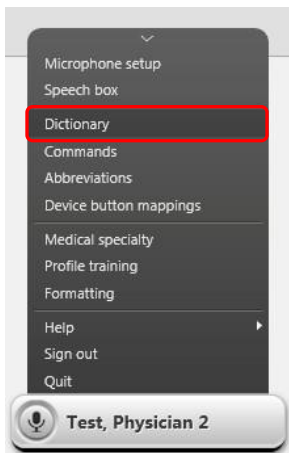 Microphone setup
Speech box
Dictionary
Commands
Abbreviations
Device button mappings
Medical specialty
Profile training
Formatting
Help
Sign out
Quit
Test, Physician 2